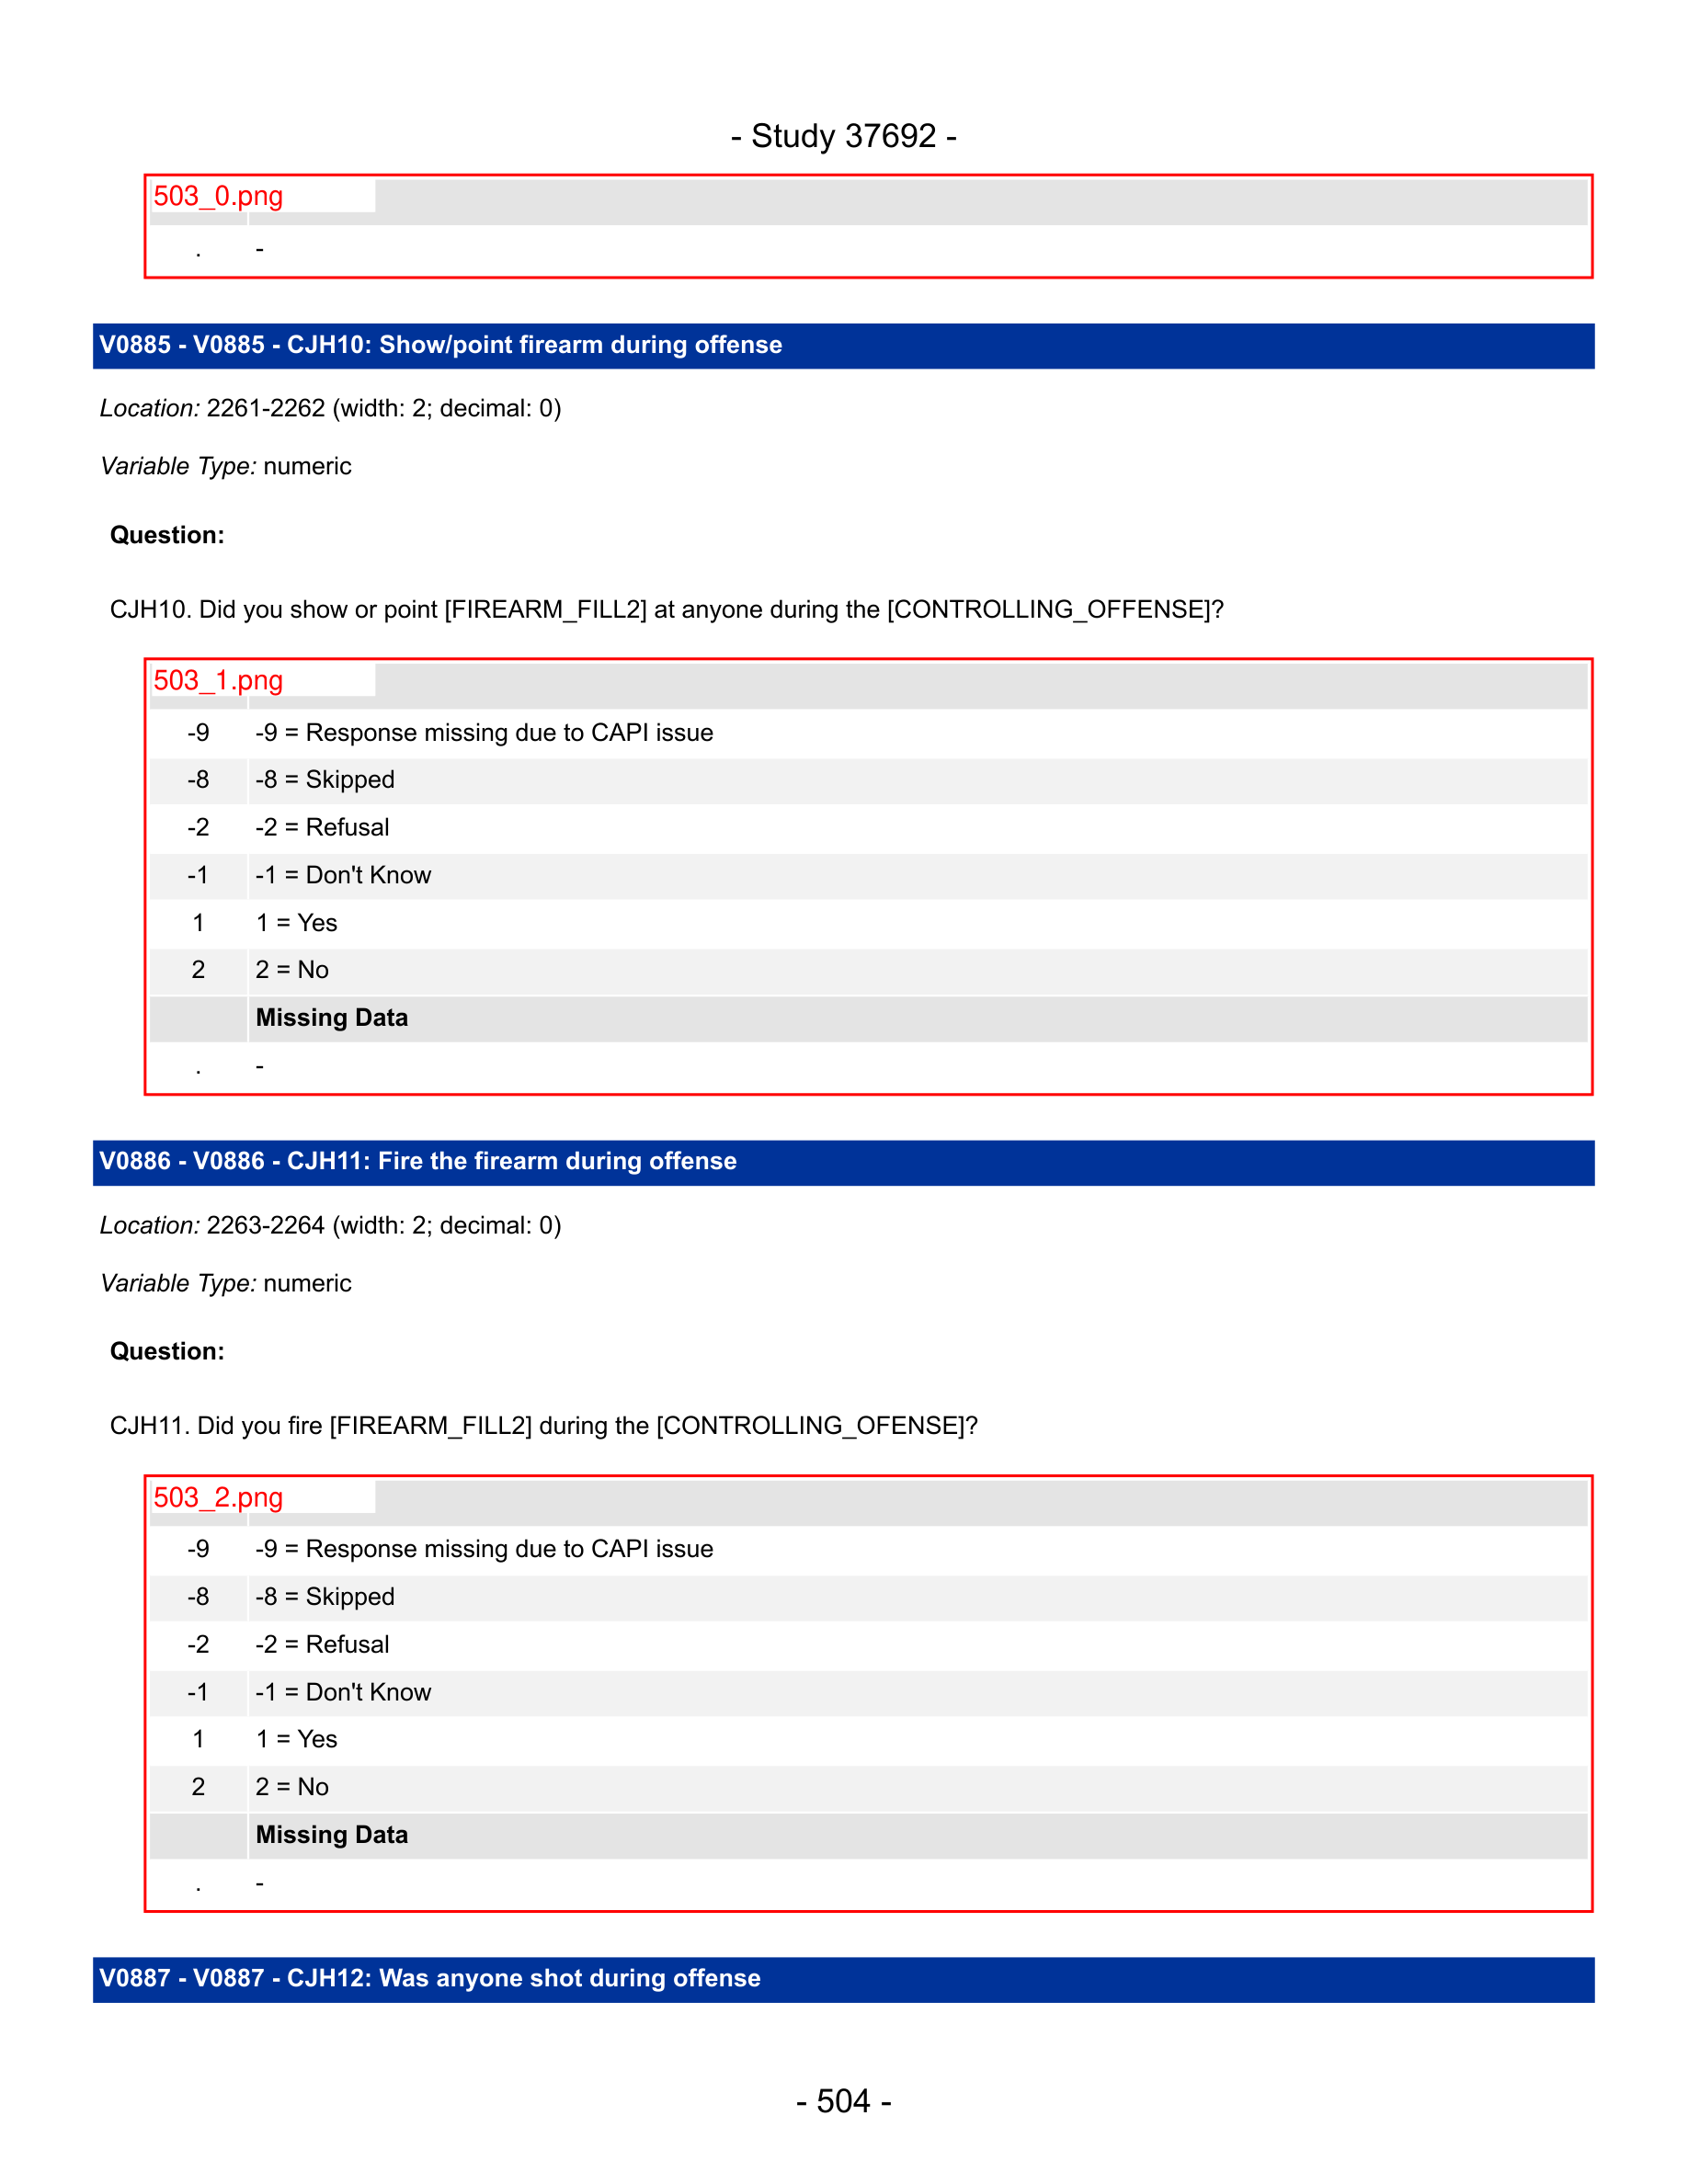 - Study 37692 -
503_0.png
. -
V0885 - V0885 - CJH10: Show/point firearm during offense
Location: 2261-2262 (width: 2; decimal: 0)
Variable Type: numeric
Question:
CJH10. Did you show or point [FIREARM_FILL2] at anyone during the [CONTROLLING_OFFENSE]?
503_1.png
-9 -9 = Response missing due to CAPI issue
-8 -8 = Skipped
-2 -2 = Refusal
-1 -1 = Don't Know
1 1 = Yes
2 2 = No
Missing Data
. -
V0886 - V0886 - CJH11: Fire the firearm during offense
Location: 2263-2264 (width: 2; decimal: 0)
Variable Type: numeric
Question:
CJH11. Did you fire [FIREARM_FILL2] during the [CONTROLLING_OFENSE]?
503_2.png
-9 -9 = Response missing due to CAPI issue
-8 -8 = Skipped
-2 -2 = Refusal
-1 -1 = Don't Know
1 1 = Yes
2 2 = No
Missing Data
. -
V0887 - V0887 - CJH12: Was anyone shot during offense
- 504 -